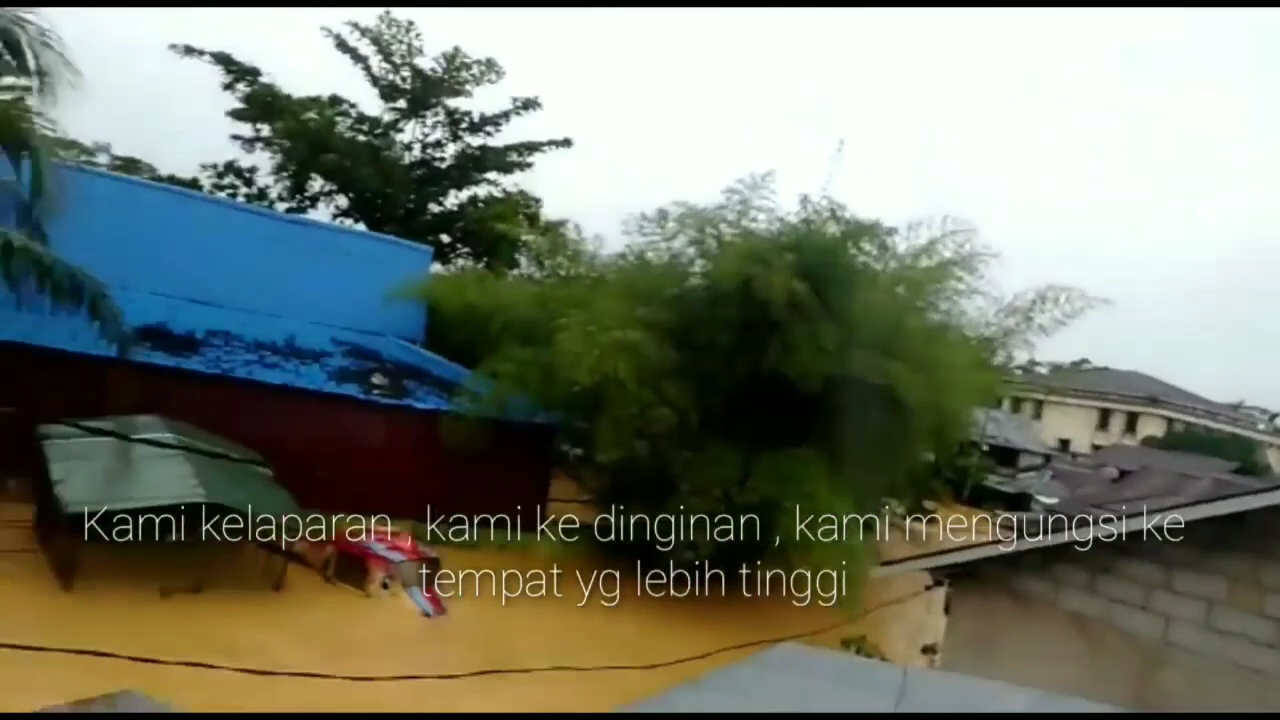 Kami kelaparan , kami ke dinginan , kami mengungsi ke
tempat yg lebih tinggi